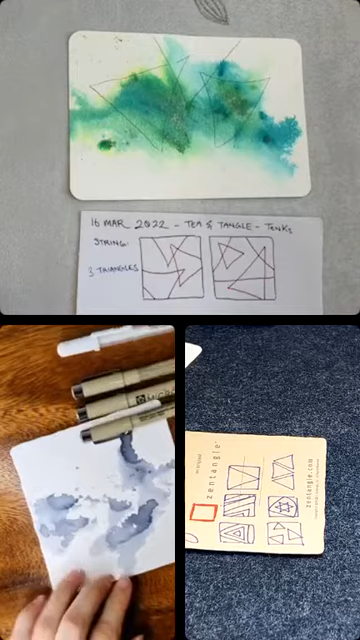 16 MAR 2022 - TEA & TANGLE - TENKS
STRING:
3 TRIANGLES
MICRON
zentangle®
zentangle.com